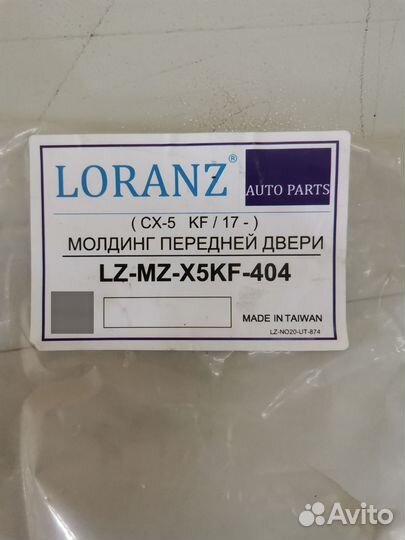 LORANZ®
AUTO PARTS
( CX-5 KF / 17 - )
МОЛДИНГ ПЕРЕДНЕЙ ДВЕРИ
LZ-MZ-X5KF-404
MADE IN TAIWAN
LZ-NO20-UT-874
Avito